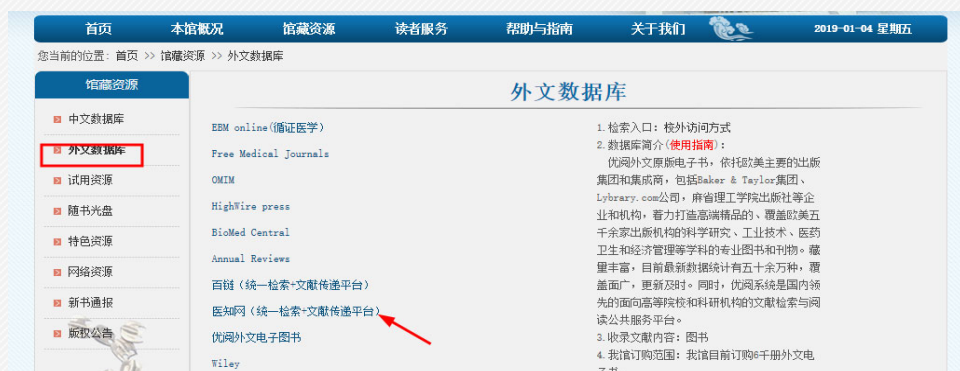 首页 本馆概况 馆藏资源 读者服务 帮助与指南 关于我们 2019-01-04 星期五
您当前的位置: 首页 >> 馆藏资源 >> 外文数据库
馆藏资源
中文数据库
外文数据库
试用资源
随书光盘
特色资源
网络资源
新书通报
版权公告
外文数据库
EBM online(循证医学)
Free Medical Journals
OMIM
HighWire press
BioMed Central
Annual Reviews
百链(统一检索+文献传递平台)
医知网(统一检索+文献传递平台)
优阅外文电子图书
Wiley
1.检索入口: 校外访问方式
2.数据库简介(使用指南):
优阅外文原版电子书, 依托欧美主要的出版
集团和集成商, 包括Baker & Taylor集团、
Lybrary.com公司, 麻省理工学院出版社等企
业和机构, 着力打造高端精品的、覆盖欧美五
千余家出版机构的科学研究、工业技术、医药
卫生和经济管理等学科的专业图书和刊物。藏
量丰富, 目前最新数据统计有五十余万种, 覆
盖面广, 更新及时。同时, 优阅系统是国内领
先的面向高等院校和科研机构的文献检索与阅
读公共服务平台。
3.收录文献内容: 图书
4.我馆订购范围: 我馆目前订购6千册外文电